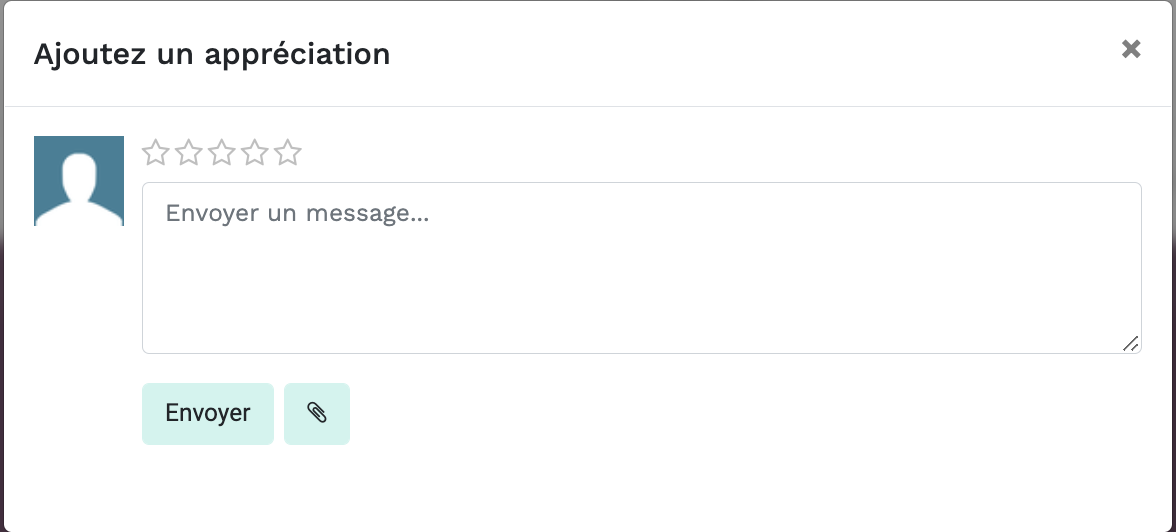 Ajoutez un appréciation
Envoyer un message...
Envoyer